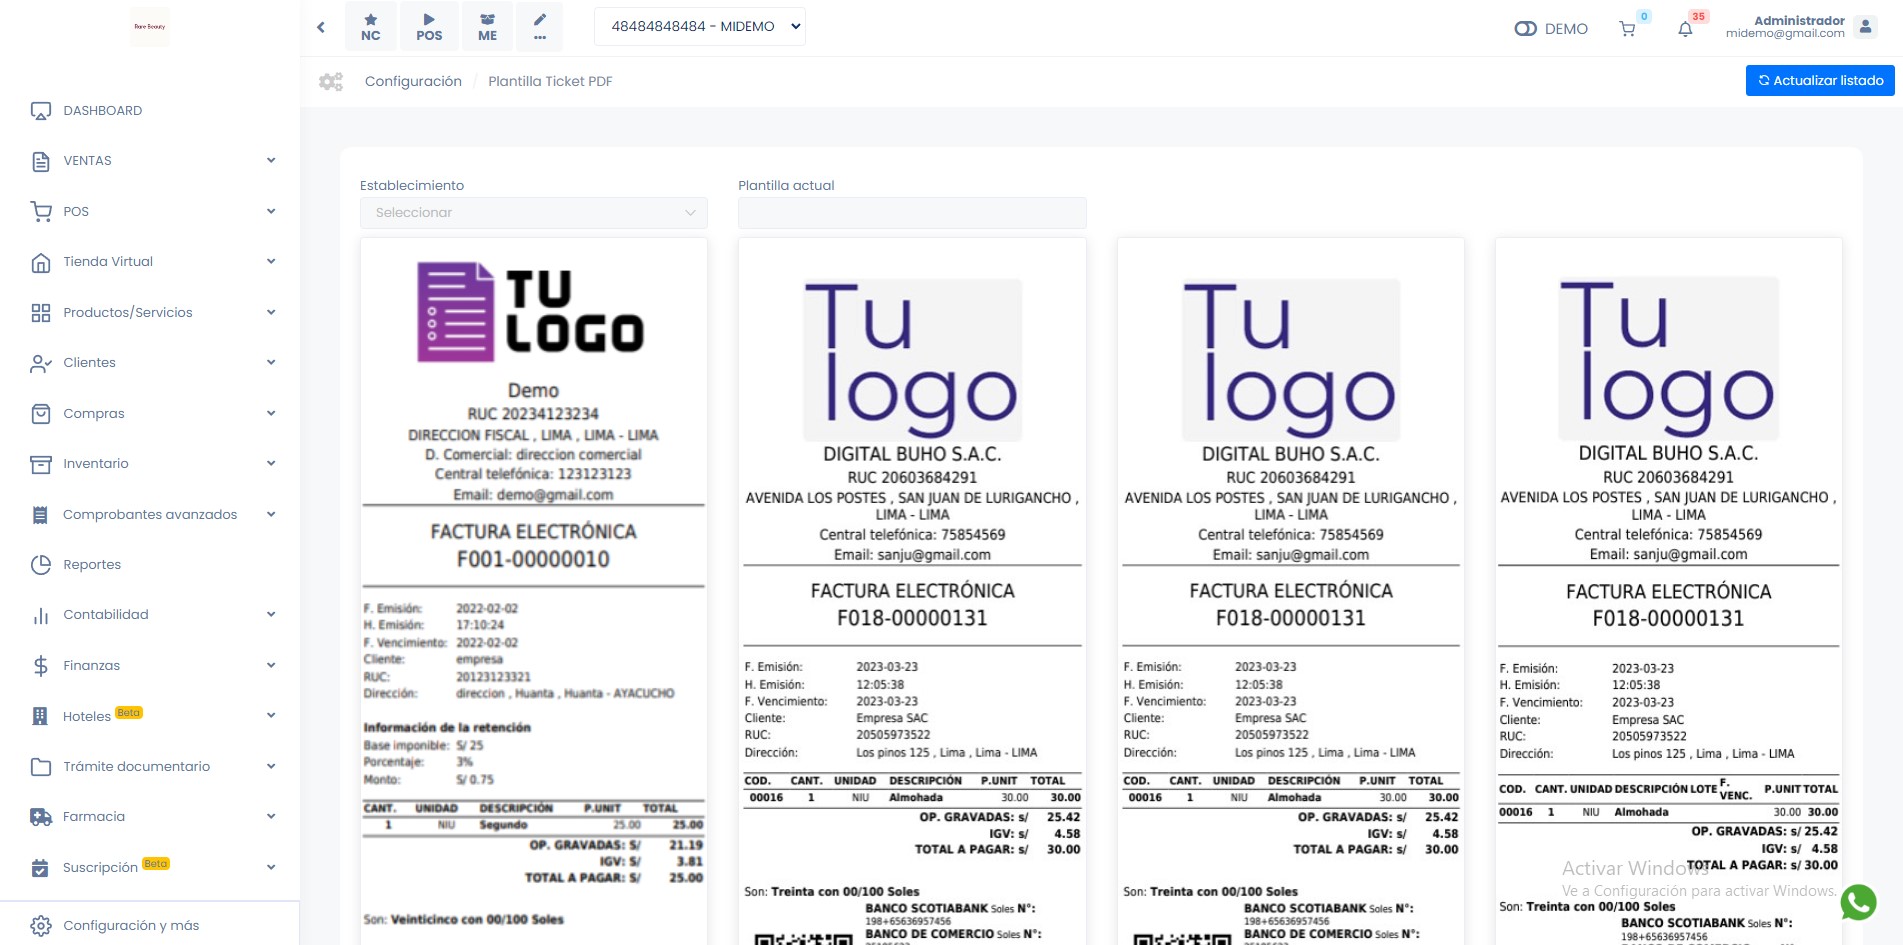 Rare Beauty
NC
POS
ME
...
48484848484 - MIDEMO
DEMO
0
35
Administrador
midemo@gmail.com
Configuración / Plantilla Ticket PDF
Actualizar listado
DASHBOARD
VENTAS
POS
Tienda Virtual
Productos/Servicios
Clientes
Compras
Inventario
Comprobantes avanzados
Reportes
Contabilidad
Finanzas
Hoteles Beta
Trámite documentario
Farmacia
Suscripción Beta
Configuración y más
Establecimiento
Seleccionar
Plantilla actual
TU
LOGO
Demo
RUC 20234123234
DIRECCION FISCAL , LIMA , LIMA - LIMA
D. Comercial: direccion comercial
Central telefónica: 123123123
Email: demo@gmail.com
FACTURA ELECTRÓNICA
F001-00000010
F. Emisión: 2022-02-02
H. Emisión: 17:10:24
F. Vencimiento: 2022-02-02
Cliente: empresa
RUC: 20123123321
Dirección: direccion , Huanta , Huanta - AYACUCHO
Información de la retención
Base imponible: S/ 25
Porcentaje: 3%
Monto: S/ 0.75
CANT. UNIDAD DESCRIPCIÓN P.UNIT TOTAL
1 NIU Segundo 25.00 25.00
OP. GRAVADAS: S/ 21.19
IGV: S/ 3.81
TOTAL A PAGAR: S/ 25.00
Son: Veinticinco con 00/100 Soles
Tu
logo
DIGITAL BUHO S.A.C.
RUC 20603684291
AVENIDA LOS POSTES , SAN JUAN DE LURIGANCHO ,
LIMA - LIMA
Central telefónica: 75854569
Email: sanju@gmail.com
FACTURA ELECTRÓNICA
F018-00000131
F. Emisión: 2023-03-23
H. Emisión: 12:05:38
F. Vencimiento: 2023-03-23
Cliente: Empresa SAC
RUC: 20505973522
Dirección: Los pinos 125 , Lima , Lima - LIMA
COD. CANT. UNIDAD DESCRIPCIÓN P.UNIT TOTAL
00016 1 NIU Almohada 30.00 30.00
OP. GRAVADAS: s/ 25.42
IGV: s/ 4.58
TOTAL A PAGAR: s/ 30.00
Son: Treinta con 00/100 Soles
BANCO SCOTIABANK Soles N°:
198+65636957456
BANCO DE COMERCIO Soles N°:
Tu
logo
DIGITAL BUHO S.A.C.
RUC 20603684291
AVENIDA LOS POSTES , SAN JUAN DE LURIGANCHO ,
LIMA - LIMA
Central telefónica: 75854569
Email: sanju@gmail.com
FACTURA ELECTRÓNICA
F018-00000131
F. Emisión: 2023-03-23
H. Emisión: 12:05:38
F. Vencimiento: 2023-03-23
Cliente: Empresa SAC
RUC: 20505973522
Dirección: Los pinos 125 , Lima , Lima - LIMA
COD. CANT. UNIDAD DESCRIPCIÓN P.UNIT TOTAL
00016 1 NIU Almohada 30.00 30.00
OP. GRAVADAS: s/ 25.42
IGV: s/ 4.58
TOTAL A PAGAR: s/ 30.00
Son: Treinta con 00/100 Soles
BANCO SCOTIABANK Soles N°:
198+65636957456
BANCO DE COMERCIO Soles N°:
Tu
logo
DIGITAL BUHO S.A.C.
RUC 20603684291
AVENIDA LOS POSTES , SAN JUAN DE LURIGANCHO ,
LIMA - LIMA
Central telefónica: 75854569
Email: sanju@gmail.com
FACTURA ELECTRÓNICA
F018-00000131
F. Emisión: 2023-03-23
H. Emisión: 12:05:38
F. Vencimiento: 2023-03-23
Cliente: Empresa SAC
RUC: 20505973522
Dirección: Los pinos 125 , Lima , Lima - LIMA
COD. CANT. UNIDAD DESCRIPCIÓN LOTE F. VENC. P.UNIT TOTAL
00016 1 NIU Almohada 30.00 30.00
OP. GRAVADAS: s/ 25.42
IGV: s/ 4.58
TOTAL A PAGAR: s/ 30.00
Son: Treinta con 00/100 Soles
BANCO SCOTIABANK Soles N°:
198+65636957456
Activar Windows
Ve a Configuración para activar Windows.